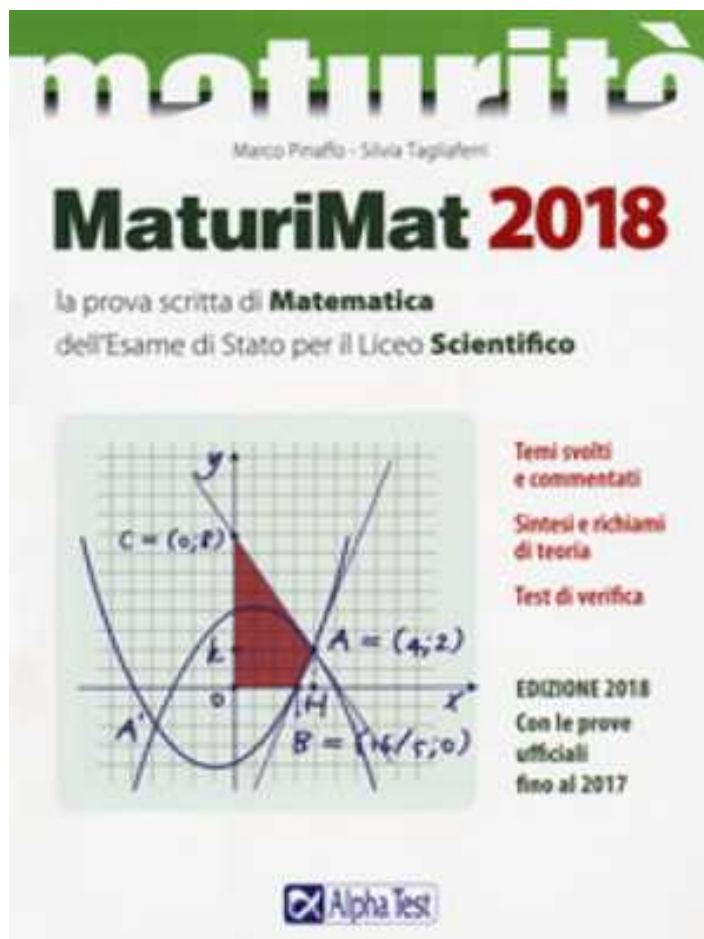 maturità
Marco Pinaffo - Silvia Tagliaferri
MaturiMat 2018
la prova scritta di Matematica
dell'Esame di Stato per il Liceo Scientifico
Temi svolti
e commentati
Sintesi e richiami
di teoria
Test di verifica
y
C = (0;8)
k
A = (4;2)
0
H
x
A'
B = (16/5;0)
EDIZIONE 2018
Con le prove
ufficiali
fino al 2017
Alpha Test